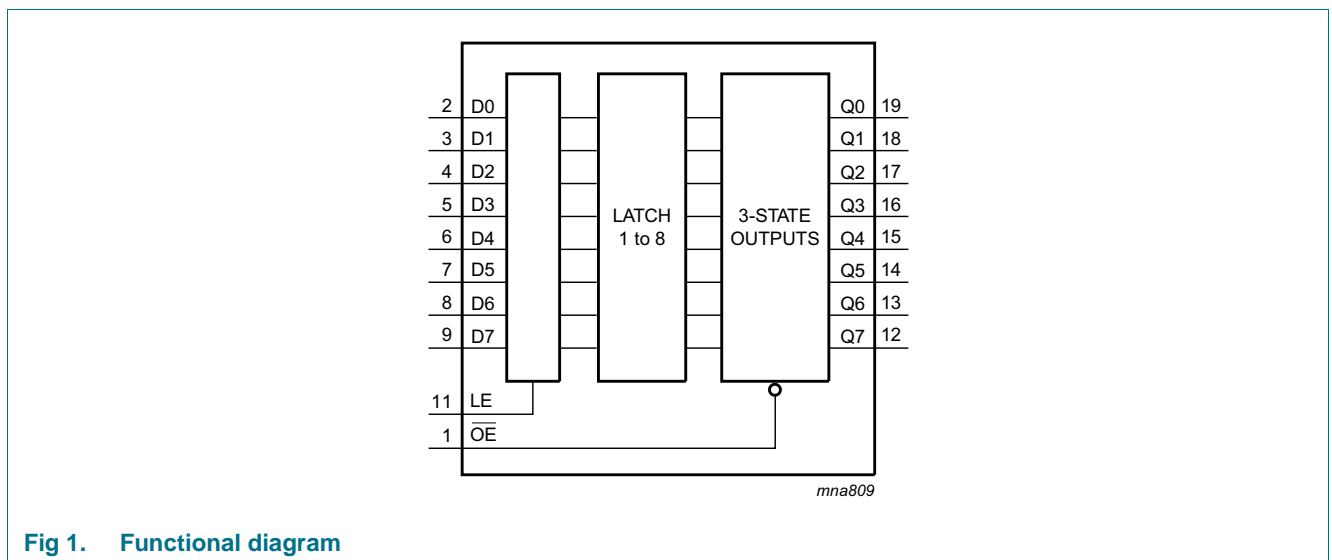 2 D0 Q0 19
3 D1 Q1 18
4 D2 Q2 17
5 D3 LATCH 3-STATE Q3 16
6 D4 1 to 8 OUTPUTS Q4 15
7 D5 Q5 14
8 D6 Q6 13
9 D7 Q7 12
11 LE
1 O̅E̅
mna809
Fig 1. Functional diagram